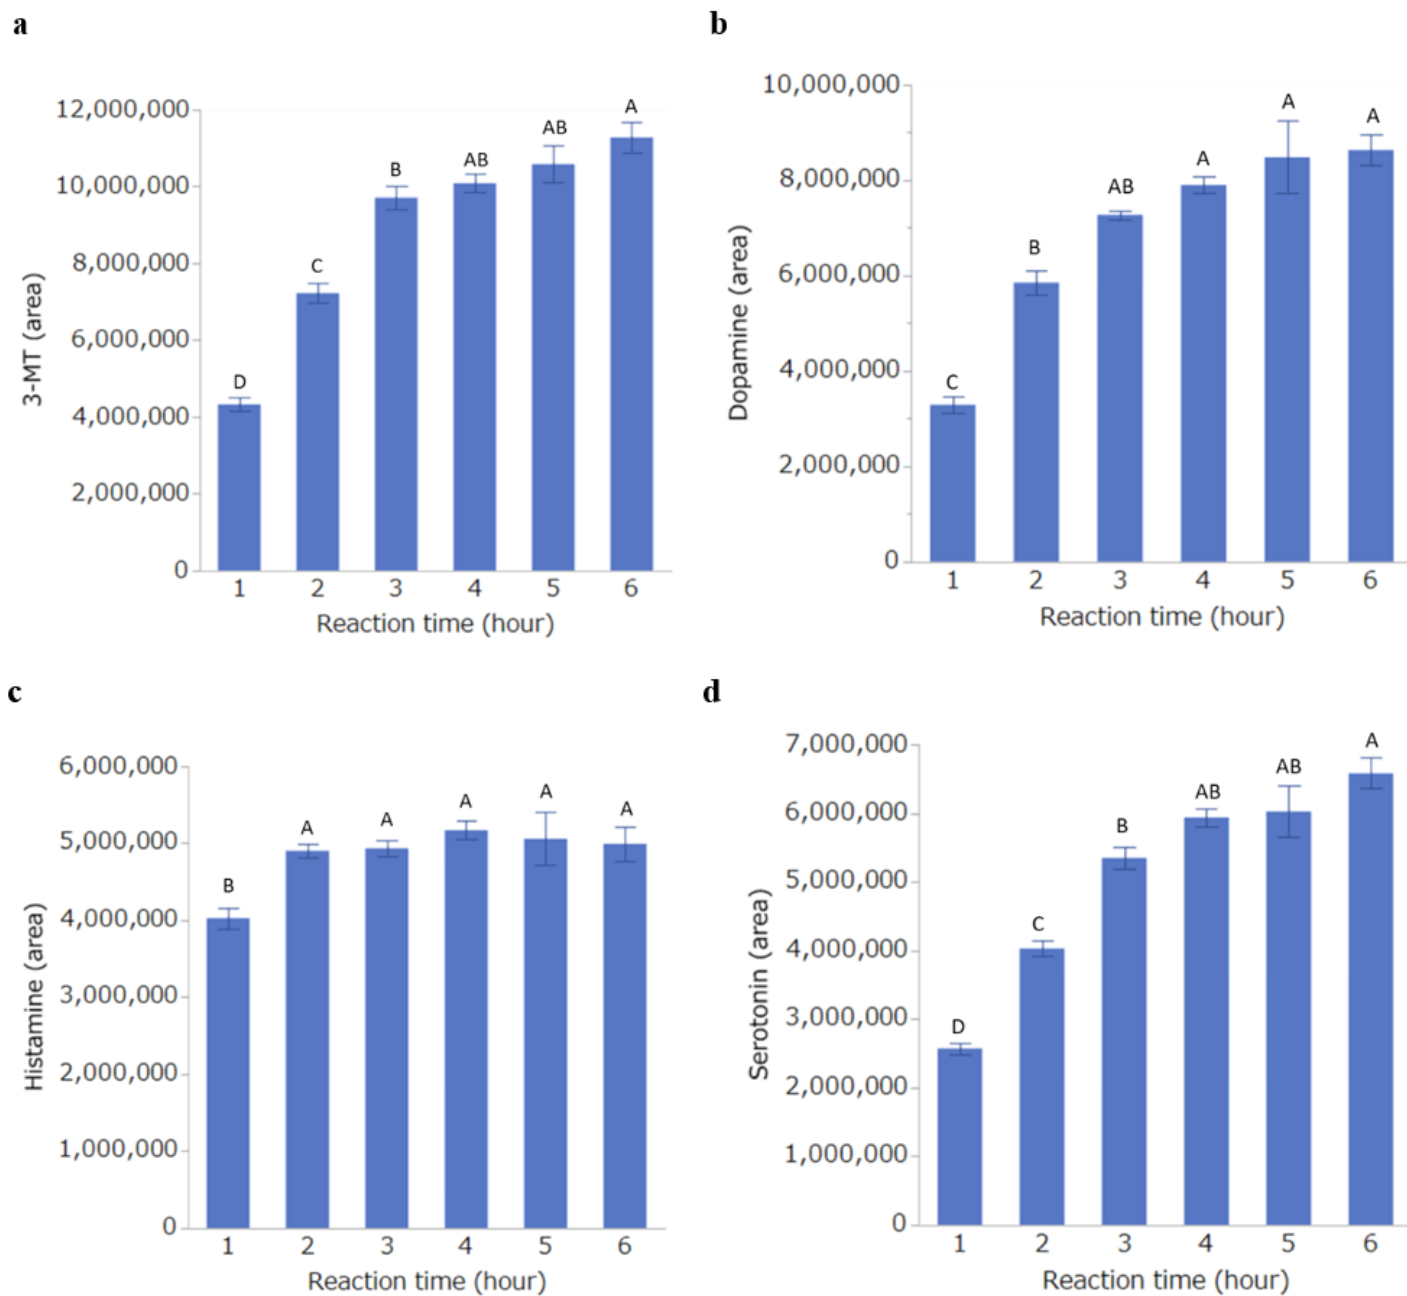 a
12,000,000
10,000,000
8,000,000
6,000,000
4,000,000
2,000,000
0
3-MT (area)
D
C
B
AB
AB
A
1 2 3 4 5 6
Reaction time (hour)
b
10,000,000
8,000,000
6,000,000
4,000,000
2,000,000
0
Dopamine (area)
C
B
AB
A
A
A
1 2 3 4 5 6
Reaction time (hour)
c
6,000,000
5,000,000
4,000,000
3,000,000
2,000,000
1,000,000
0
Histamine (area)
B
A
A
A
A
A
1 2 3 4 5 6
Reaction time (hour)
d
7,000,000
6,000,000
5,000,000
4,000,000
3,000,000
2,000,000
1,000,000
0
Serotonin (area)
D
C
B
AB
AB
A
1 2 3 4 5 6
Reaction time (hour)